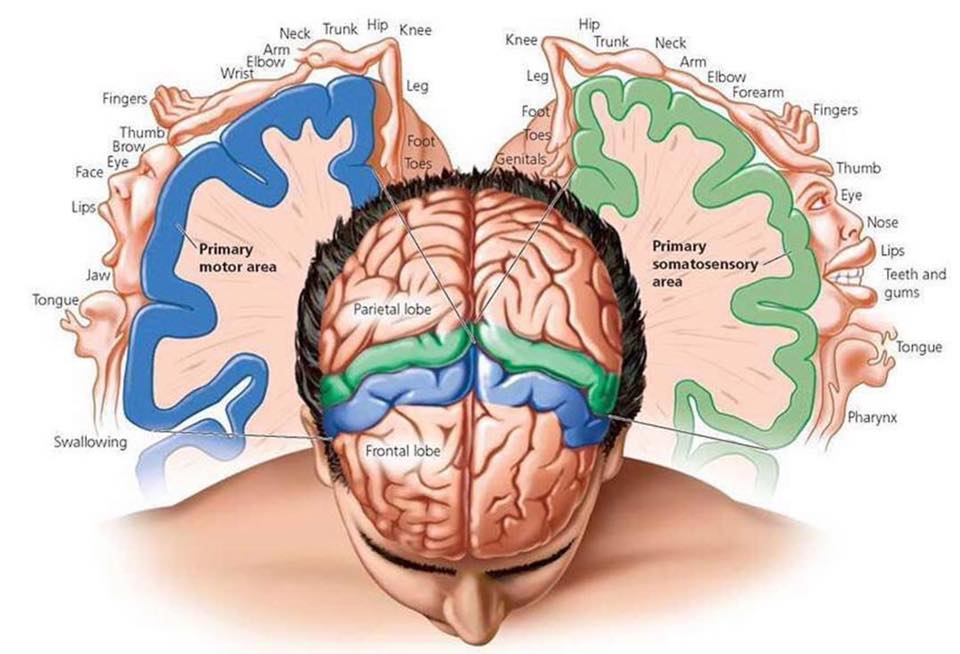 Neck
Trunk
Hip
Knee
Arm
Elbow
Wrist
Leg
Fingers
Thumb
Brow
Eye
Face
Lips
Foot
Toes
Jaw
Tongue
Swallowing
Primary
motor area
Hip
Trunk
Neck
Knee
Arm
Elbow
Forearm
Leg
Fingers
Foot
Toes
Genitals
Thumb
Eye
Nose
Lips
Teeth and
gums
Tongue
Pharynx
Primary
somatosensory
area
Parietal lobe
Frontal lobe